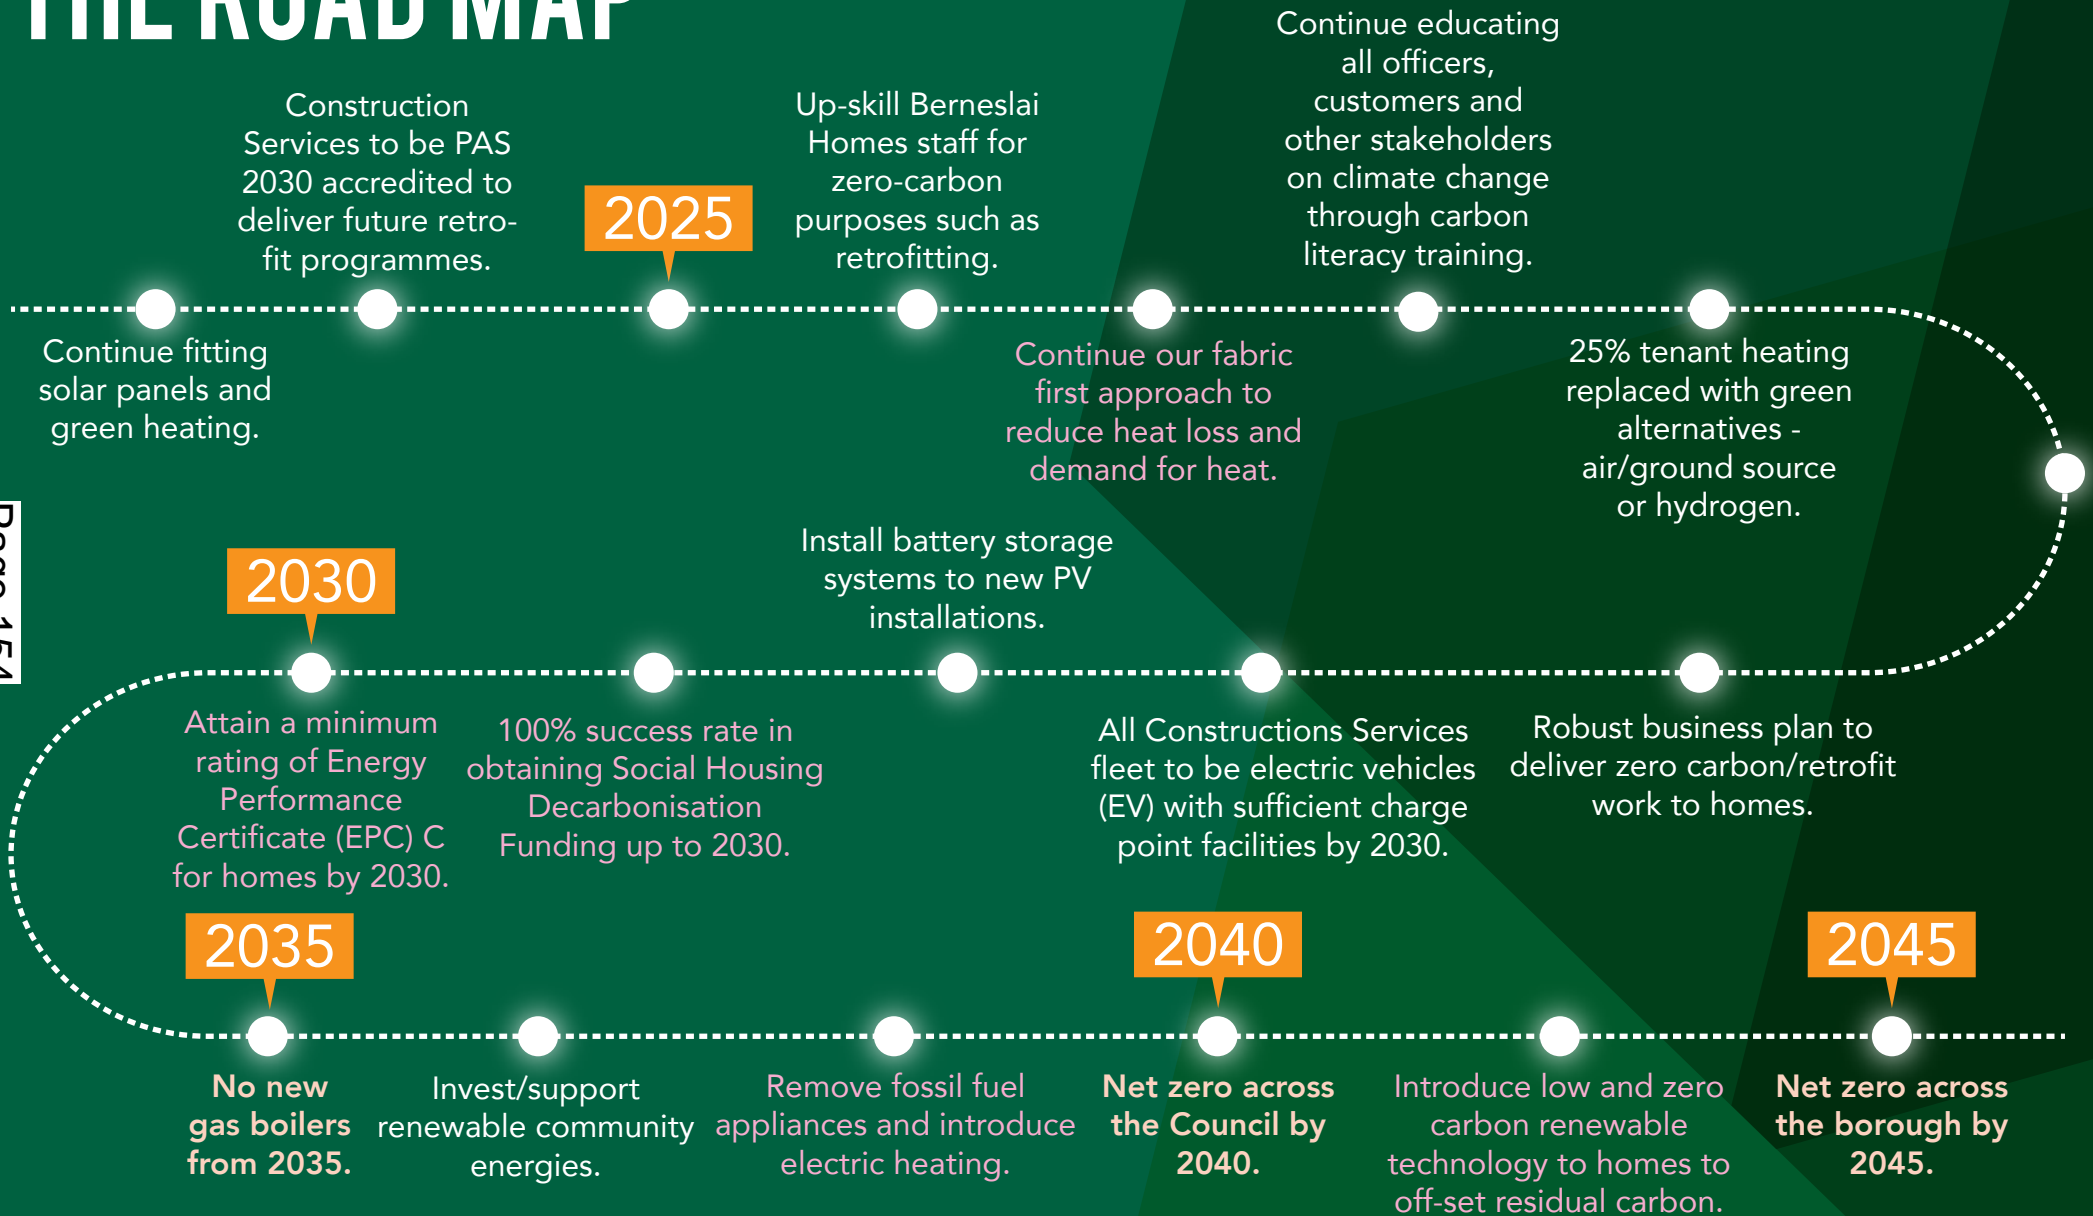 THE ROAD MAP
Construction
Services to be PAS
2030 accredited to
deliver future retro-
fit programmes.
2025
Up-skill Berneslai
Homes staff for
zero-carbon
purposes such as
retrofitting.
Continue educating
all officers,
customers and
other stakeholders
on climate change
through carbon
literacy training.
Continue fitting
solar panels and
green heating.
Continue our fabric
first approach to
reduce heat loss and
demand for heat.
25% tenant heating
replaced with green
alternatives -
air/ground source
or hydrogen.
Page 154
2030
Install battery storage
systems to new PV
installations.
Attain a minimum
rating of Energy
Performance
Certificate (EPC) C
for homes by 2030.
100% success rate in
obtaining Social Housing
Decarbonisation
Funding up to 2030.
All Constructions Services
fleet to be electric vehicles
(EV) with sufficient charge
point facilities by 2030.
Robust business plan to
deliver zero carbon/retrofit
work to homes.
2035
2040
2045
No new
gas boilers
from 2035.
Invest/support
renewable community
energies.
Remove fossil fuel
appliances and introduce
electric heating.
Net zero across
the Council by
2040.
Introduce low and zero
carbon renewable
technology to homes to
off-set residual carbon.
Net zero across
the borough by
2045.